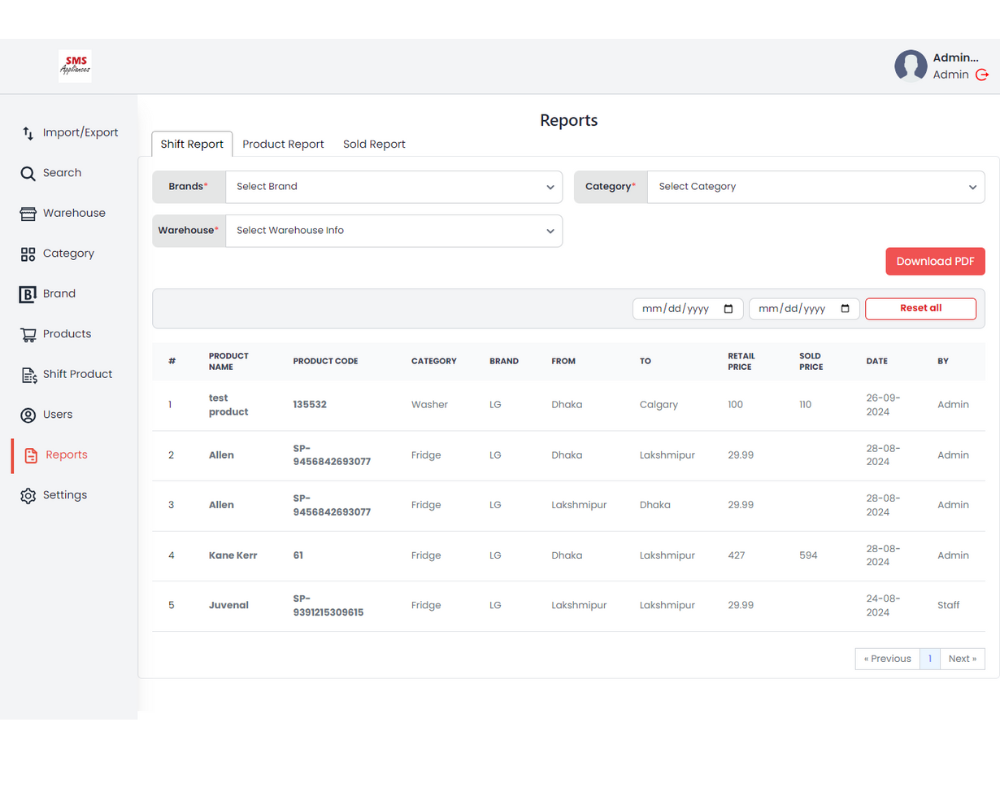 SMS
Appliances
Admin...
Admin
Import/Export
Search
Warehouse
Category
Brand
Products
Shift Product
Users
Reports
Settings
Reports
Shift Report Product Report Sold Report
Brands* Select Brand Category* Select Category
Warehouse* Select Warehouse Info
Download PDF
mm/dd/yyyy mm/dd/yyyy Reset all
# PRODUCT NAME PRODUCT CODE CATEGORY BRAND FROM TO RETAIL PRICE SOLD PRICE DATE BY
1 test product 135532 Washer LG Dhaka Calgary 100 110 26-09-2024 Admin
2 Allen SP-9456842693077 Fridge LG Dhaka Lakshmipur 29.99 28-08-2024 Admin
3 Allen SP-9456842693077 Fridge LG Lakshmipur Dhaka 29.99 28-08-2024 Admin
4 Kane Kerr 61 Fridge LG Dhaka Lakshmipur 427 594 28-08-2024 Admin
5 Juvenal SP-9391215309615 Fridge LG Lakshmipur Lakshmipur 29.99 24-08-2024 Staff
« Previous 1 Next »